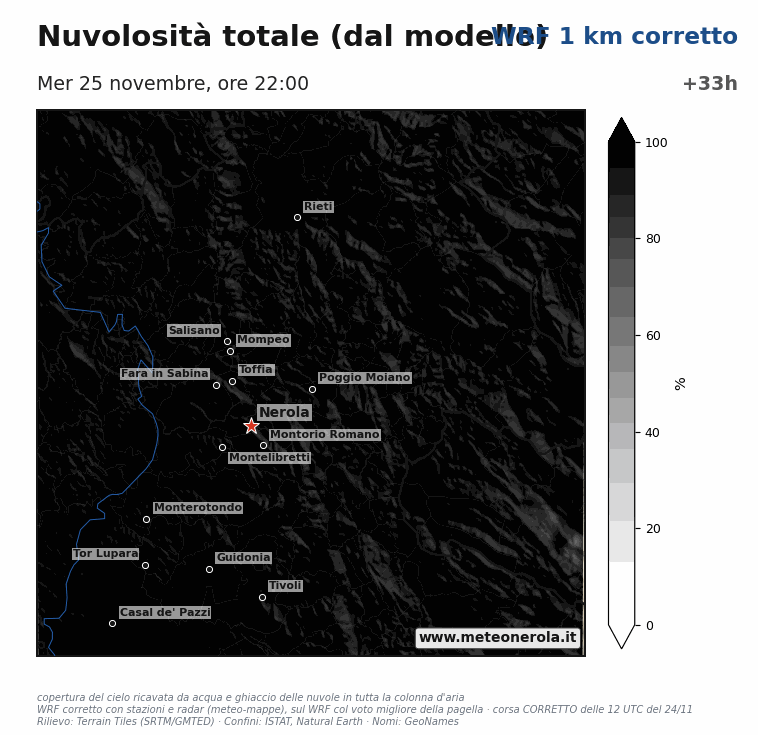 Nuvolosità totale (dal modello)
WRF 1 km corretto
Mer 25 novembre, ore 22:00
+33h
100
80
60
40
20
0
%
Rieti
Salisano
Mompeo
Toffia
Fara in Sabina
Poggio Moiano
Nerola
Montorio Romano
Montelibretti
Monterotondo
Tor Lupara
Guidonia
Tivoli
Casal de' Pazzi
www.meteonerola.it
copertura del cielo ricavata da acqua e ghiaccio delle nuvole in tutta la colonna d'aria
WRF corretto con stazioni e radar (meteo-mappe), sul WRF col voto migliore della pagella · corsa CORRETTO delle 12 UTC del 24/11
Rilievo: Terrain Tiles (SRTM/GMTED) · Confini: ISTAT, Natural Earth · Nomi: GeoNames